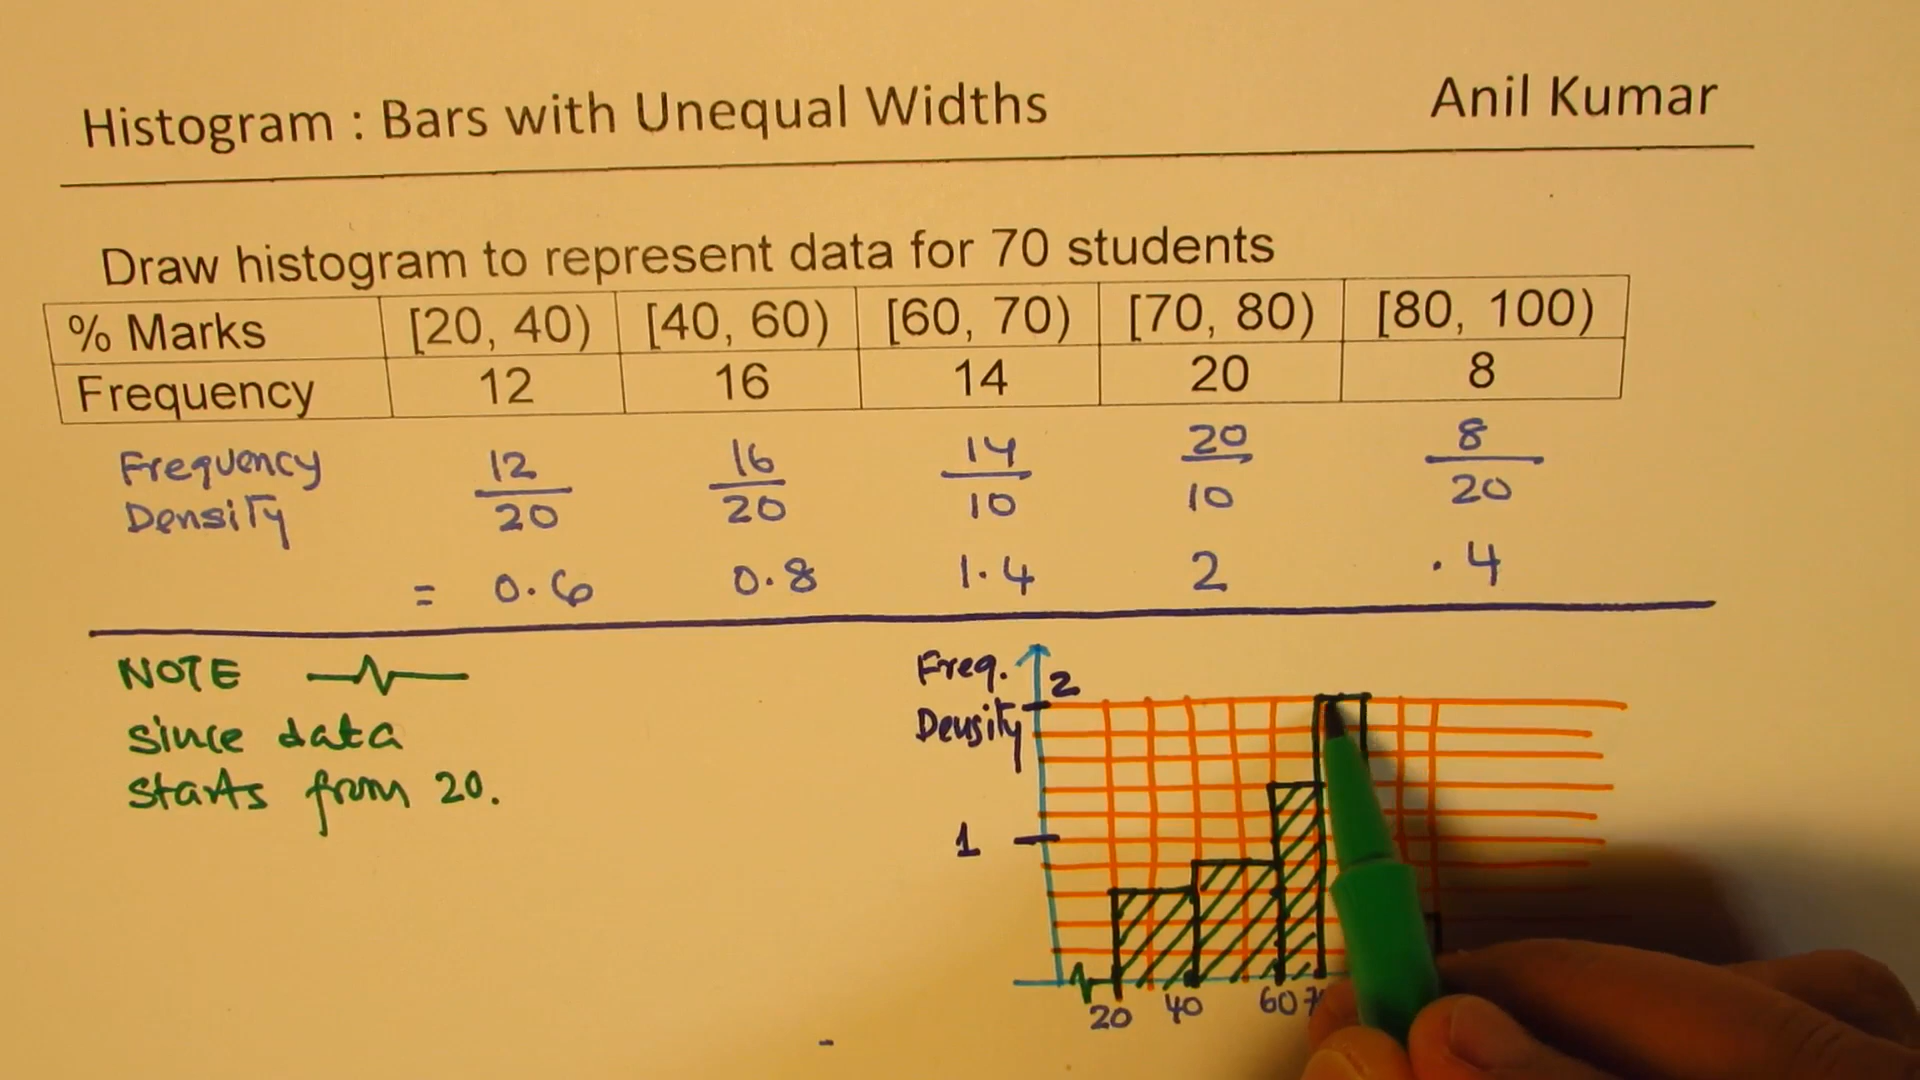 Histogram : Bars with Unequal Widths Anil Kumar
Draw histogram to represent data for 70 students
% Marks [20, 40) [40, 60) [60, 70) [70, 80) [80, 100)
Frequency 12 16 14 20 8
Frequency Density 12/20 16/20 14/10 20/10 8/20
= 0.6 0.8 1.4 2 .4
NOTE
since data
starts from 20.
Freq. 2
Density
1
20 40 60